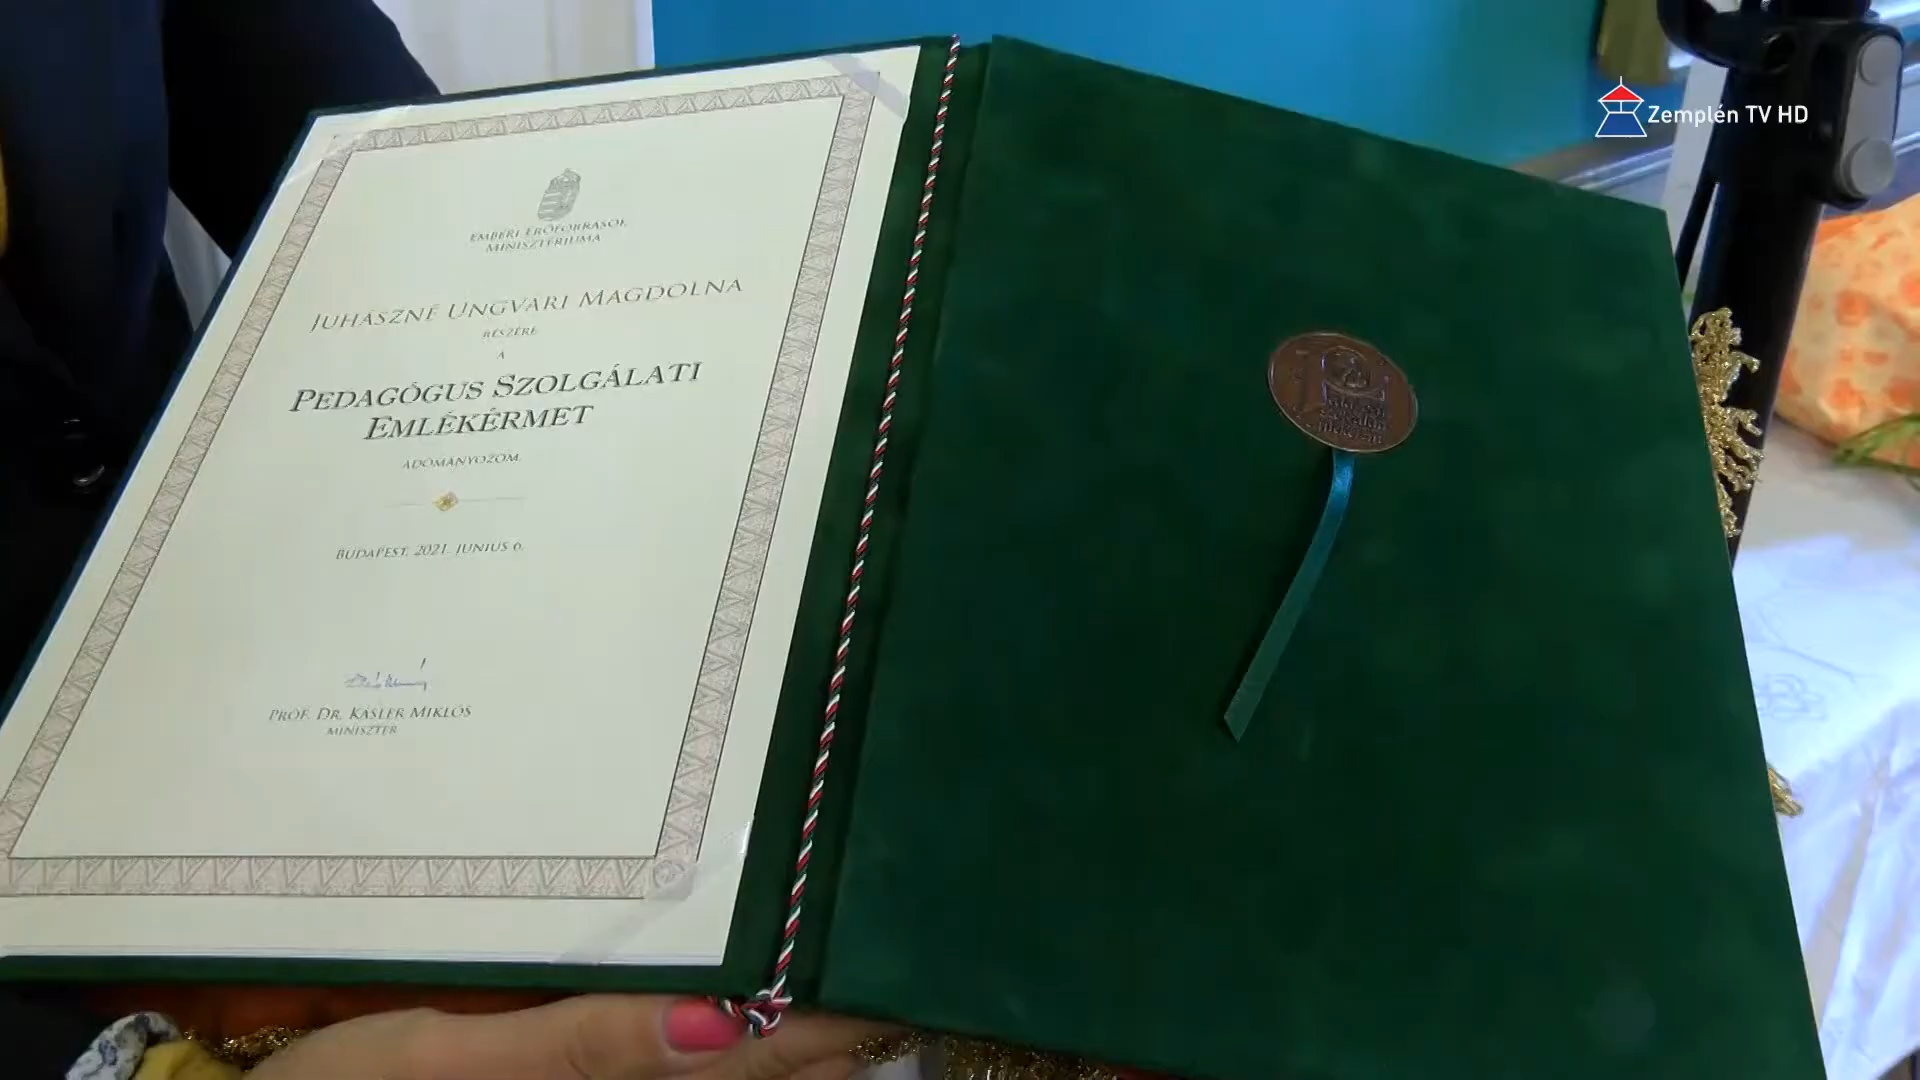 Zemplén TV HD
EMBERI ERŐFORRÁSOK
MINISZTÉRIUMA
JUHÁSZNÉ UNGVÁRI MAGDOLNA
RÉSZÉRE
A
PEDAGÓGUS SZOLGÁLATI
EMLÉKÉRMET
ADOMÁNYOZOM.
BUDAPEST, 2021. JÚNIUS 6.
PROF. DR. KÁSLER MIKLÓS
MINISZTER